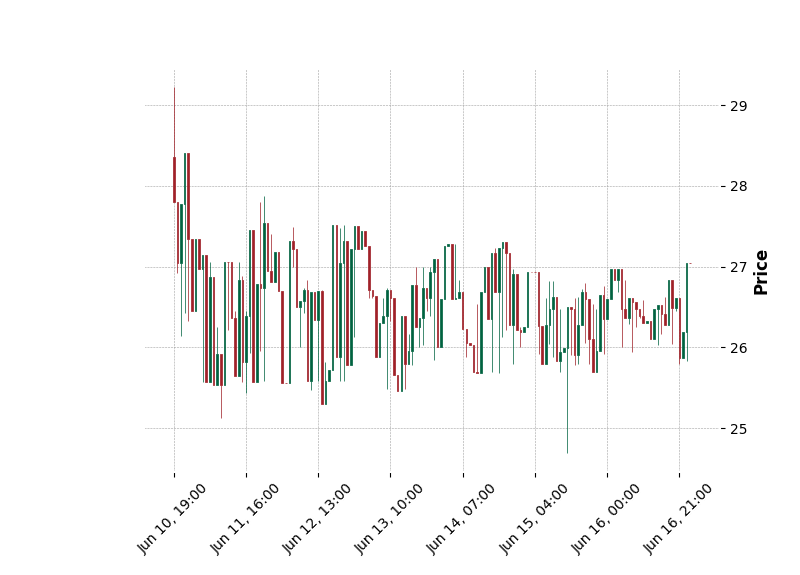 29
28
27
26
25
Price
Jun 10, 19:00
Jun 11, 16:00
Jun 12, 13:00
Jun 13, 10:00
Jun 14, 07:00
Jun 15, 04:00
Jun 16, 00:00
Jun 16, 21:00